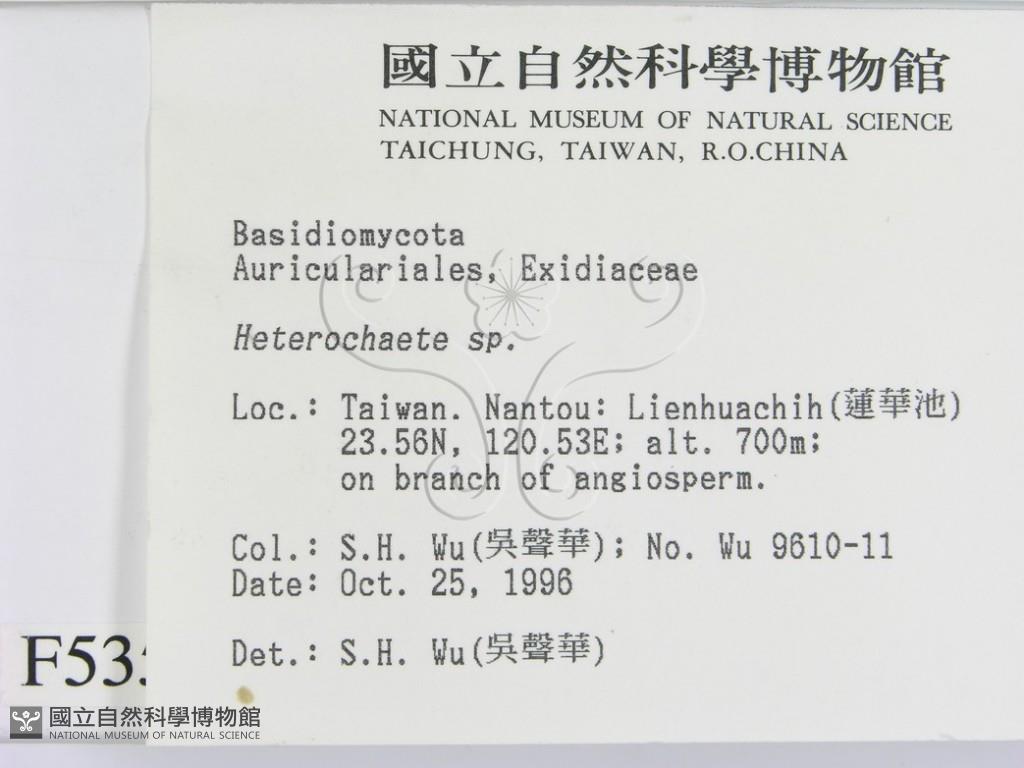 國立自然科學博物館
NATIONAL MUSEUM OF NATURAL SCIENCE
TAICHUNG, TAIWAN, R.O.CHINA
Basidiomycota
Auriculariales, Exidiaceae
Heterochaete sp.
Loc.: Taiwan. Nantou: Lienhuachih(蓮華池)
23.56N, 120.53E; alt. 700m;
on branch of angiosperm.
Col.: S.H. Wu(吳聲華); No. Wu 9610-11
Date: Oct. 25, 1996
Det.: S.H. Wu(吳聲華)
F53
國立自然科學博物館
NATIONAL MUSEUM OF NATURAL SCIENCE